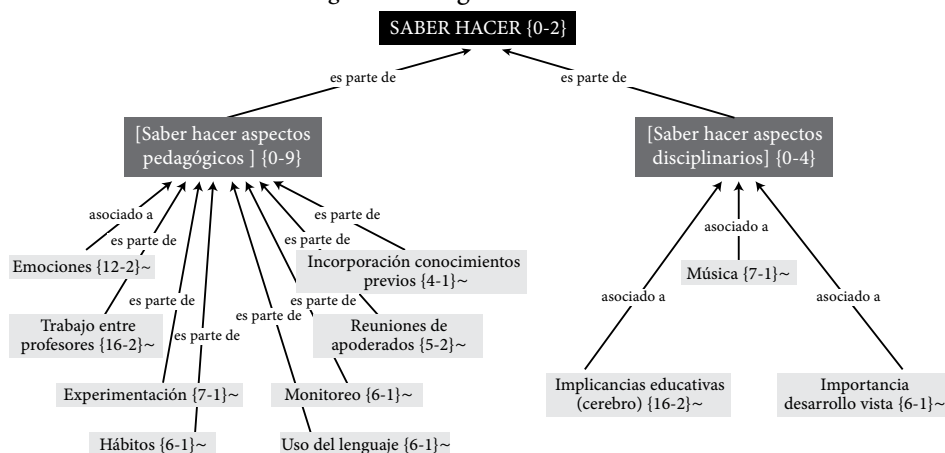 SABER HACER {0-2}
es parte de
es parte de
[Saber hacer aspectos
pedagógicos ] {0-9}
[Saber hacer aspectos
disciplinarios] {0-4}
asociado a
es parte de
es parte de
es parte de
asociado a
Emociones {12-2}~
Incorporación conocimientos
previos {4-1}~
Música {7-1}~
es parte de
es parte de
es parte de
asociado a
asociado a
Trabajo entre
profesores {16-2}~
es parte de
Reuniones de
apoderados {5-2}~
Experimentación {7-1}~
Monitoreo {6-1}~
Implicancias educativas
(cerebro) {16-2}~
Importancia
desarrollo vista {6-1}~
Hábitos {6-1}~
Uso del lenguaje {6-1}~